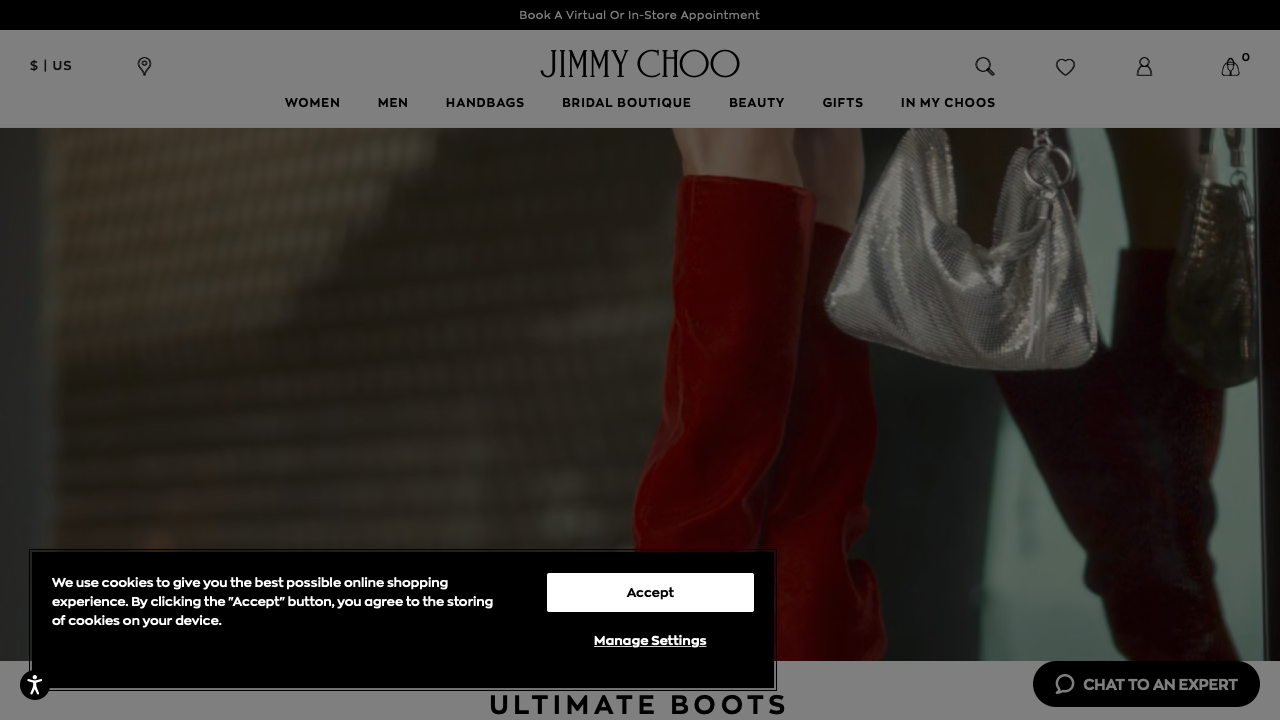 Book A Virtual Or In-Store Appointment
$ | US
JIMMY CHOO
0
WOMEN MEN HANDBAGS BRIDAL BOUTIQUE BEAUTY GIFTS IN MY CHOOS
We use cookies to give you the best possible online shopping
experience. By clicking the "Accept" button, you agree to the storing
of cookies on your device.
Accept
Manage Settings
ULTIMATE BOOTS
CHAT TO AN EXPERT